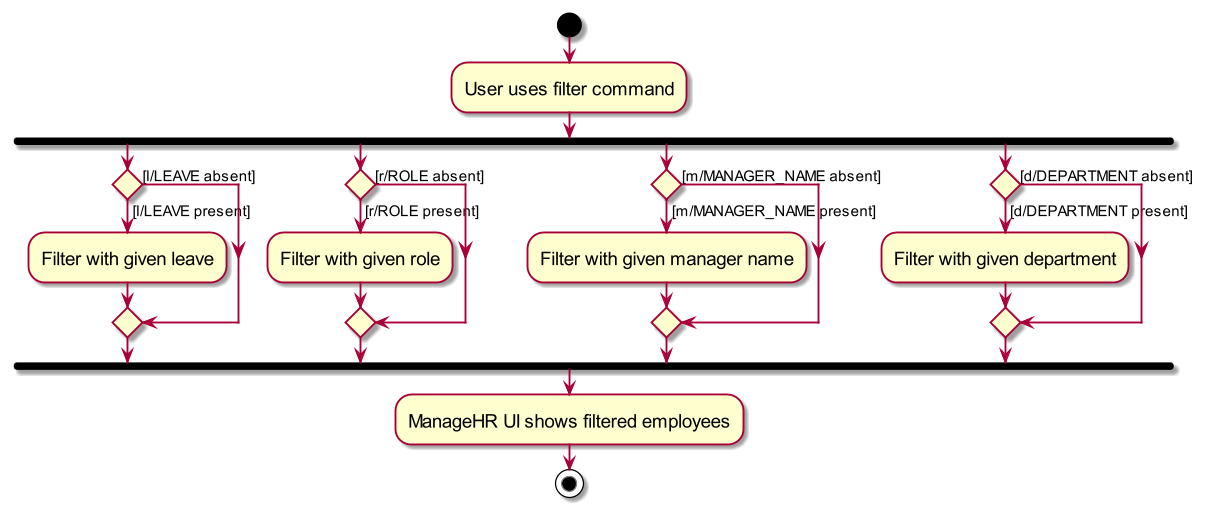 User uses filter command
[l/LEAVE absent]
[r/ROLE absent]
[m/MANAGER_NAME absent]
[d/DEPARTMENT absent]
[l/LEAVE present]
[r/ROLE present]
[m/MANAGER_NAME present]
[d/DEPARTMENT present]
Filter with given leave
Filter with given role
Filter with given manager name
Filter with given department
ManageHR UI shows filtered employees